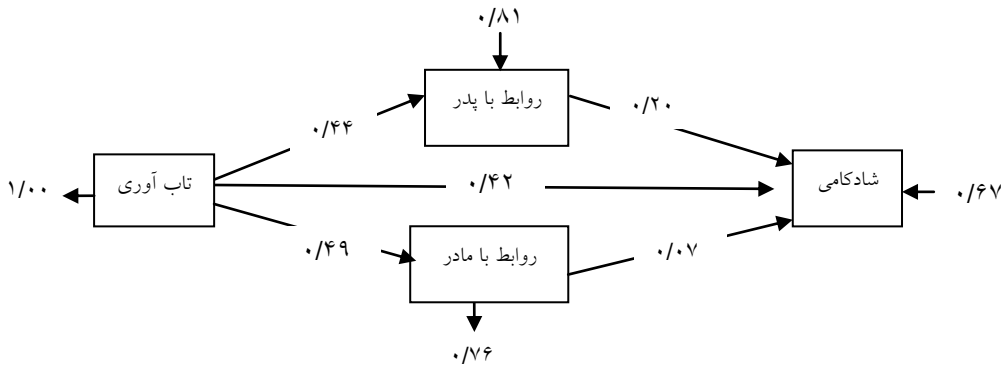 ۰/۸۱
روابط با پدر
۰/۴۴
۰/۲۰
۱/۰۰
تاب آوری
۰/۴۲
شادکامی
۰/۶۷
روابط با مادر
۰/۴۹
۰/۰۷
۰/۷۶